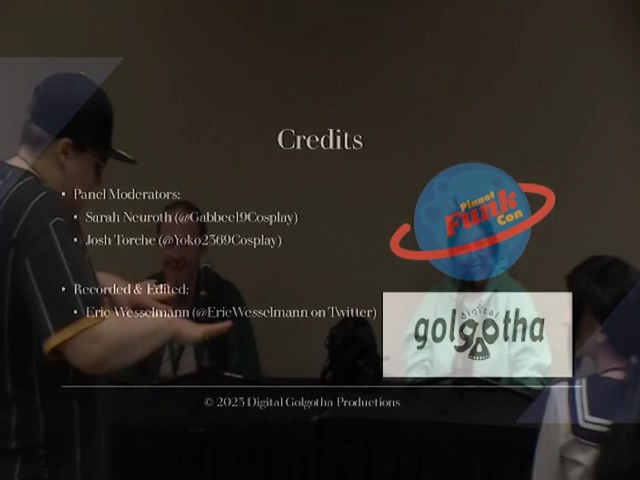 Credits
• Panel Moderators:
• Sarah Neuroth (@Gabbee19Cosplay)
• Josh Torche (@Yoko2369Cosplay)
• Recorded & Edited:
• Eric Wesselmann (@EricWesselmann on Twitter)
Planet
Funk
Con
digital
golgotha
© 2023 Digital Golgotha Productions